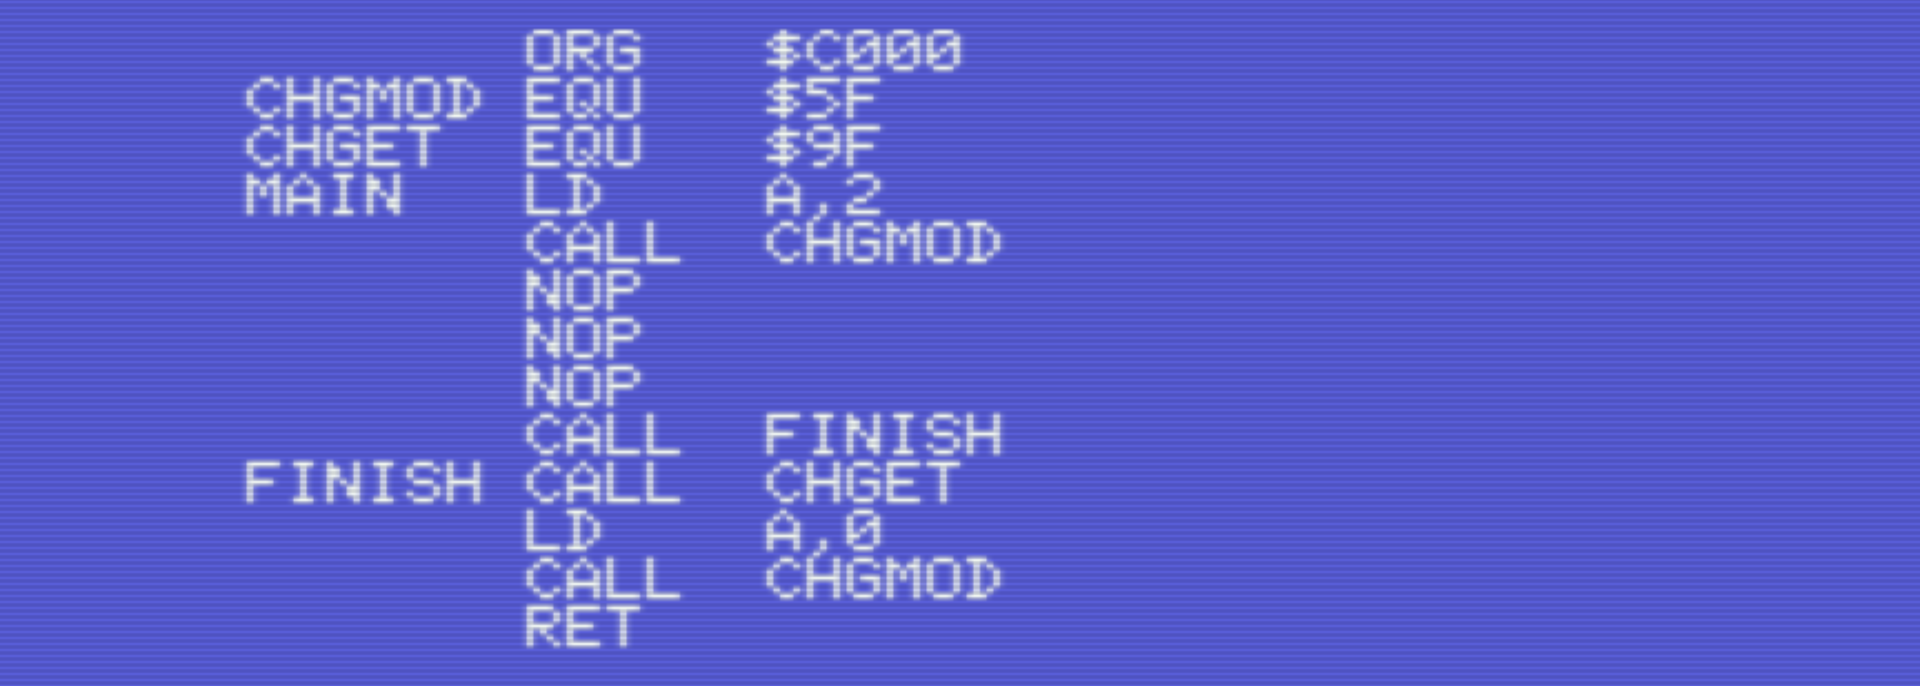 ORG $C000
CHGMOD EQU $5F
CHGET EQU $9F
MAIN LD A,2
CALL CHGMOD
NOP
NOP
NOP
CALL FINISH
FINISH CALL CHGET
LD A,0
CALL CHGMOD
RET